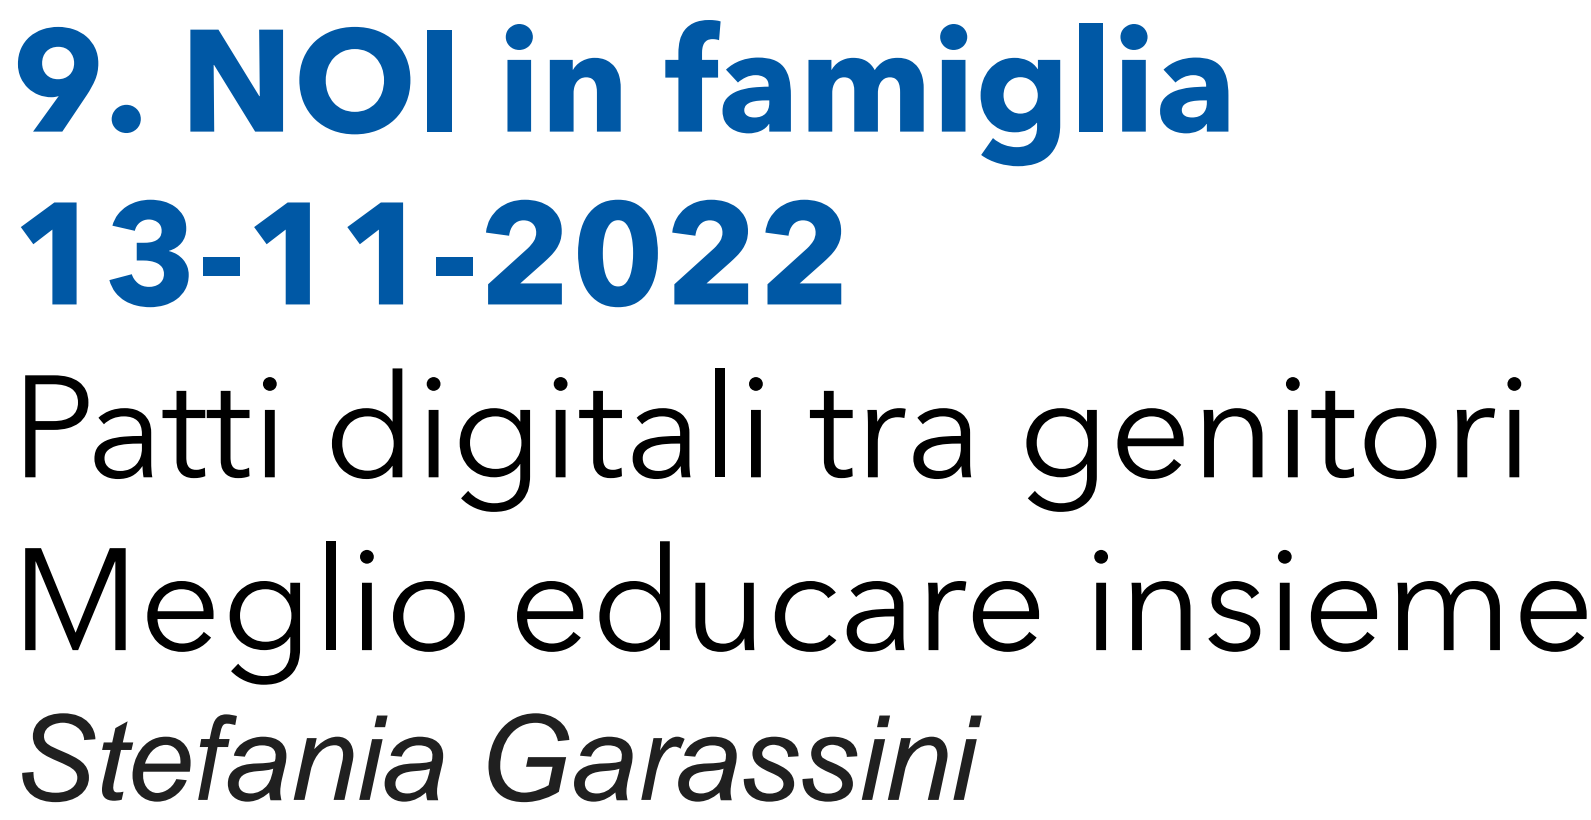 9. NOI in famiglia
13-11-2022
Patti digitali tra genitori
Meglio educare insieme
Stefania Garassini